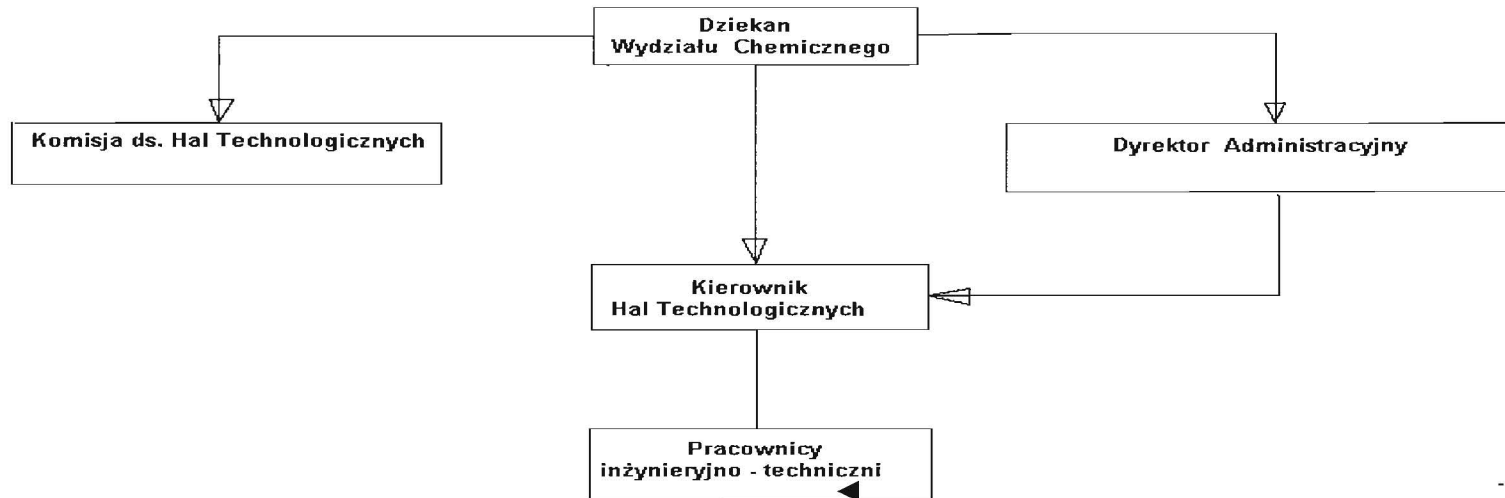 Dziekan
Wydziału Chemicznego
Komisja ds. Hal Technologicznych
Dyrektor Administracyjny
Kierownik
Hal Technologicznych
Pracownicy
inżynieryjno - techniczni